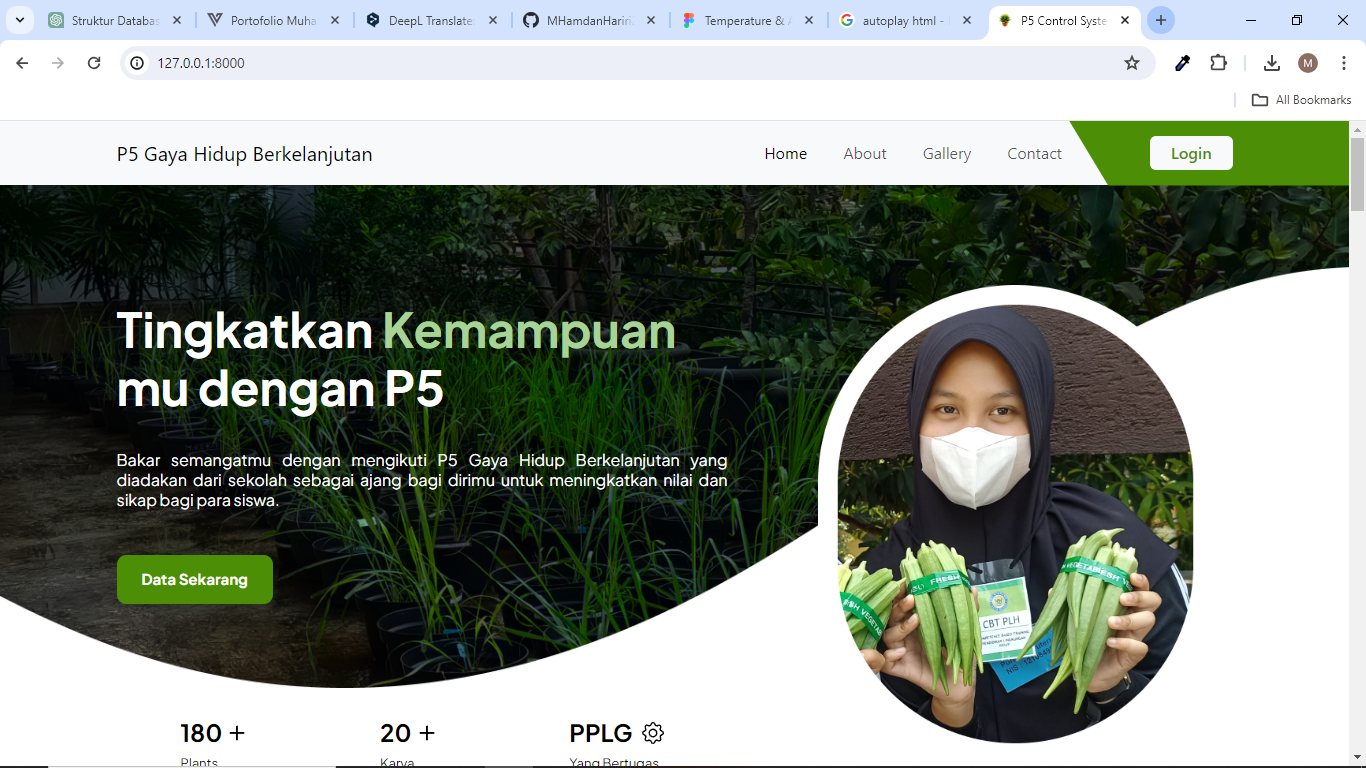 Struktur Databas
Portofolio Muha
DeepL Translate
MHamdanHariri
Temperature & A
autoplay html -
P5 Control Syste
127.0.0.1:8000
M
All Bookmarks
P5 Gaya Hidup Berkelanjutan
Home
About
Gallery
Contact
Login
Tingkatkan Kemampuan
mu dengan P5
Bakar semangatmu dengan mengikuti P5 Gaya Hidup Berkelanjutan yang
diadakan dari sekolah sebagai ajang bagi dirimu untuk meningkatkan nilai dan
sikap bagi para siswa.
Data Sekarang
FRESH
CBT PLH
180 +
20 +
PPLG
Plants
Karya
Yang Bertugas